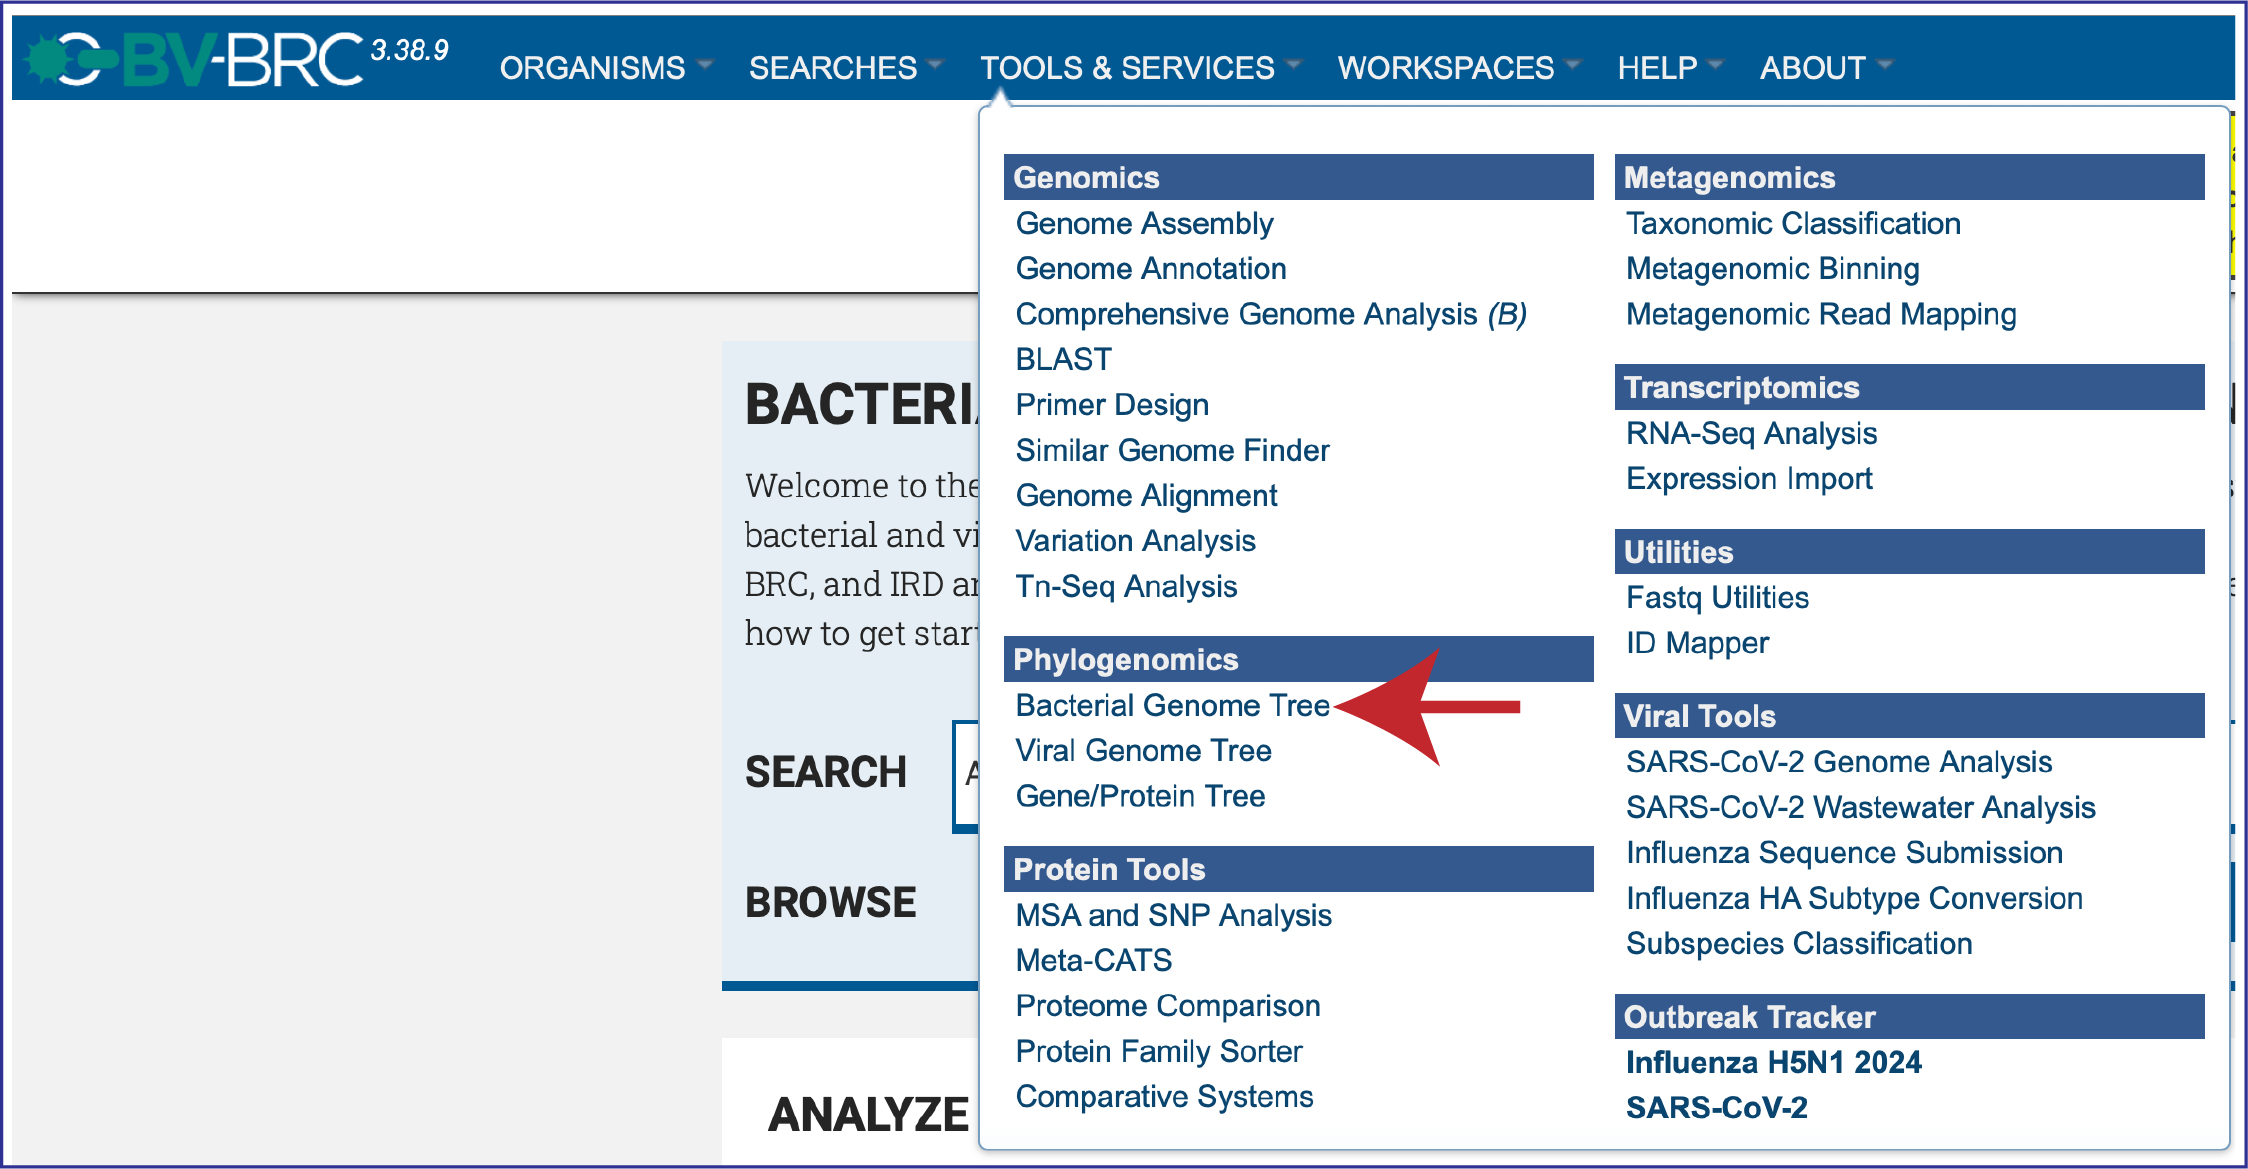 BV-BRC 3.38.9
ORGANISMS SEARCHES TOOLS & SERVICES WORKSPACES HELP ABOUT
Genomics
Genome Assembly
Genome Annotation
Comprehensive Genome Analysis (B)
BLAST
Primer Design
Similar Genome Finder
Genome Alignment
Variation Analysis
Tn-Seq Analysis
Phylogenomics
Bacterial Genome Tree
Viral Genome Tree
Gene/Protein Tree
Protein Tools
MSA and SNP Analysis
Meta-CATS
Proteome Comparison
Protein Family Sorter
Comparative Systems
Metagenomics
Taxonomic Classification
Metagenomic Binning
Metagenomic Read Mapping
Transcriptomics
RNA-Seq Analysis
Expression Import
Utilities
Fastq Utilities
ID Mapper
Viral Tools
SARS-CoV-2 Genome Analysis
SARS-CoV-2 Wastewater Analysis
Influenza Sequence Submission
Influenza HA Subtype Conversion
Subspecies Classification
Outbreak Tracker
Influenza H5N1 2024
SARS-CoV-2
BACTERI
Welcome to the
bacterial and vi
BRC, and IRD
how to get star
SEARCH
BROWSE
ANALYZE